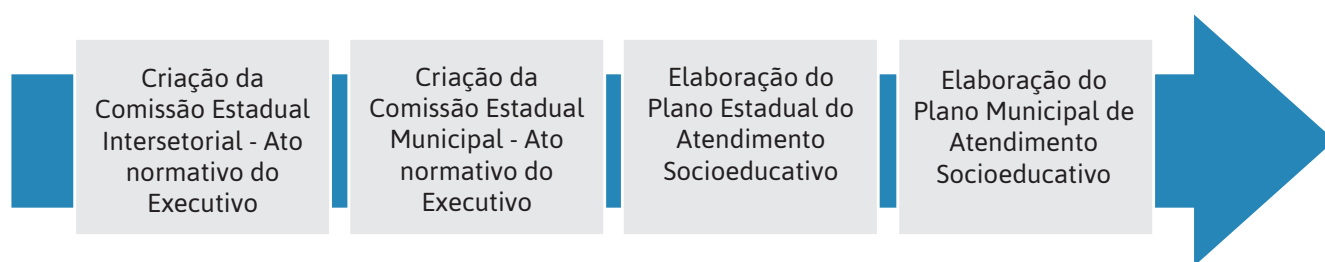 Criação da
Comissão Estadual
Intersetorial - Ato
normativo do
Executivo
Criação da
Comissão Estadual
Municipal - Ato
normativo do
Executivo
Elaboração do
Plano Estadual do
Atendimento
Socioeducativo
Elaboração do
Plano Municipal de
Atendimento
Socioeducativo